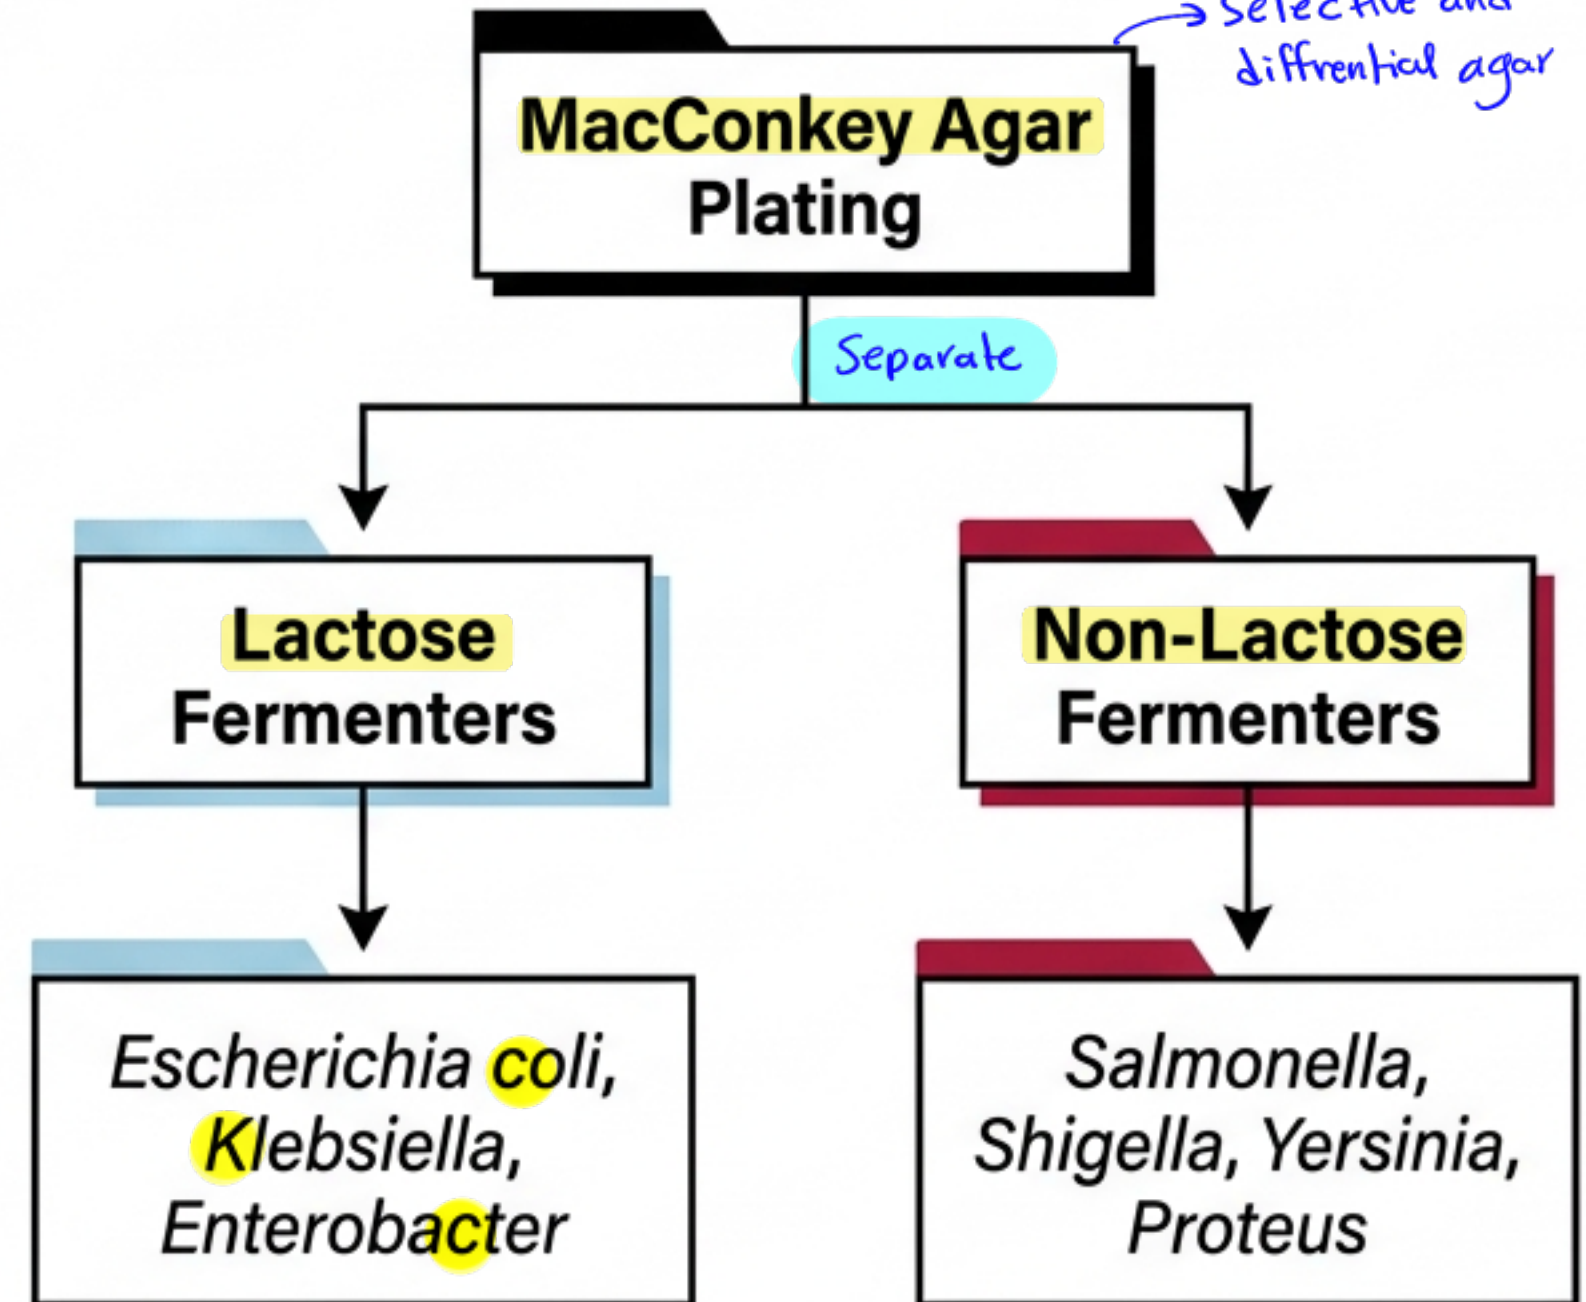 Selective and
diffrential agar
MacConkey Agar
Plating
Separate
Lactose
Fermenters
Non-Lactose
Fermenters
Escherichia coli,
Klebsiella,
Enterobacter
Salmonella,
Shigella, Yersinia,
Proteus